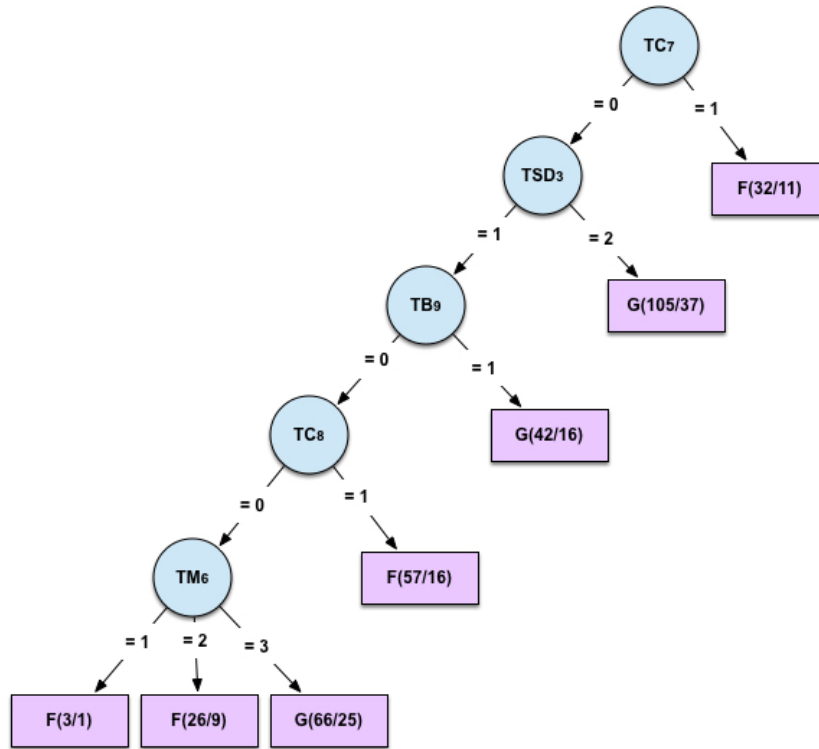 TC7
= 0
= 1
TSD3
F(32/11)
= 1
= 2
TB9
G(105/37)
= 0
= 1
TC8
G(42/16)
= 0
= 1
TM6
F(57/16)
= 1
= 2
= 3
F(3/1)
F(26/9)
G(66/25)